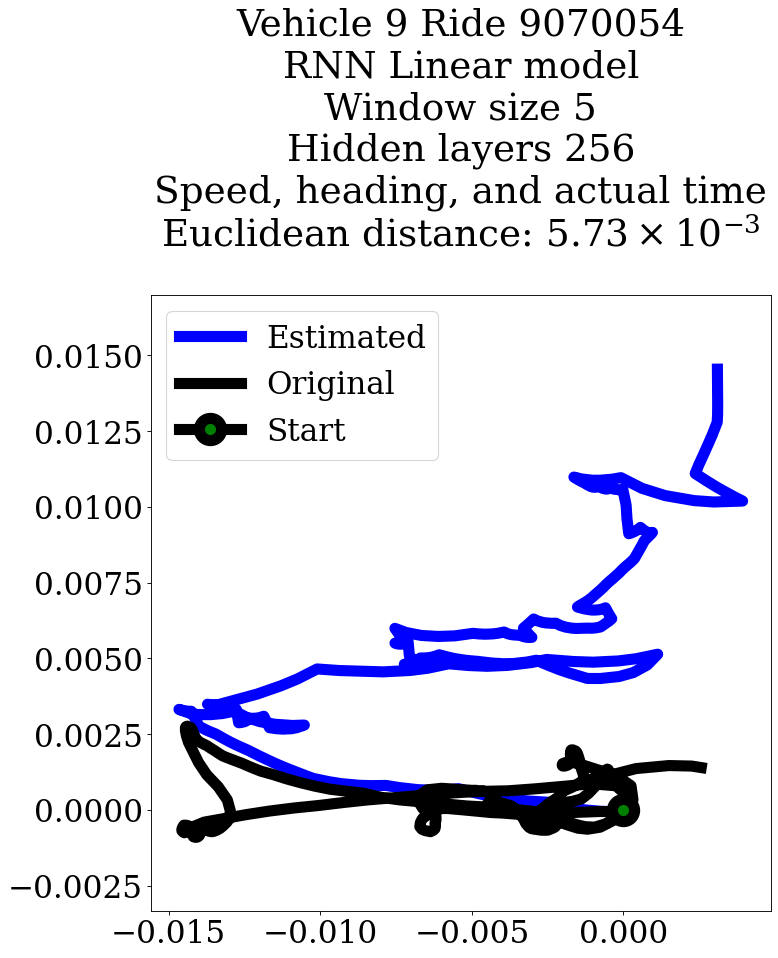 Vehicle 9 Ride 9070054
RNN Linear model
Window size 5
Hidden layers 256
Speed, heading, and actual time
Euclidean distance: 5.73 × 10⁻³
Estimated
Original
Start
0.0150
0.0125
0.0100
0.0075
0.0050
0.0025
0.0000
−0.0025
−0.015 −0.010 −0.005 0.000